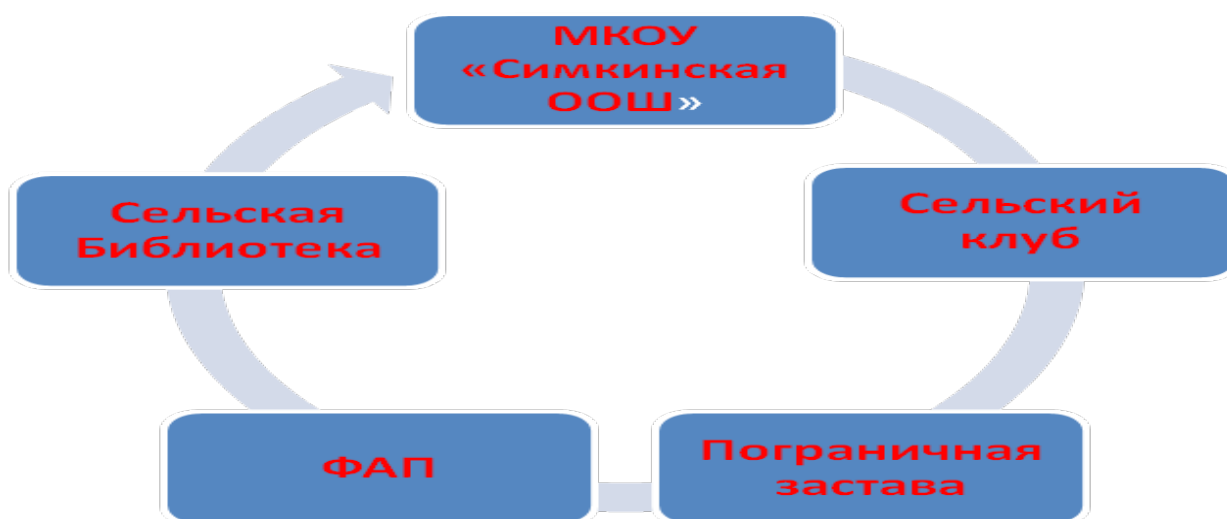 МКОУ
«Симкинская
ООШ»
Сельский
клуб
Пограничная
застава
ФАП
Сельская
Библиотека